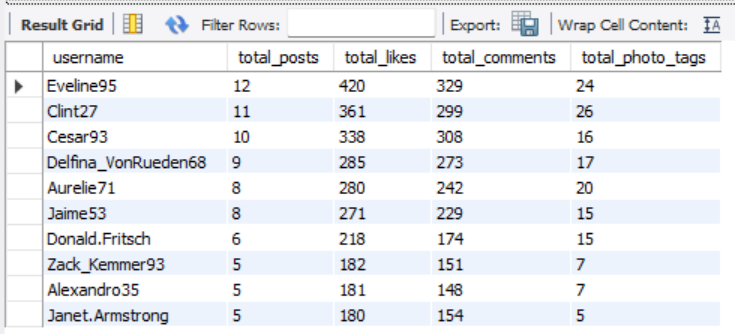 Result Grid Filter Rows: Export: Wrap Cell Content: IA
username total_posts total_likes total_comments total_photo_tags
Eveline95 12 420 329 24
Clint27 11 361 299 26
Cesar93 10 338 308 16
Delfina_VonRueden68 9 285 273 17
Aurelie71 8 280 242 20
Jaime53 8 271 229 15
Donald.Fritsch 6 218 174 15
Zack_Kemmer93 5 182 151 7
Alexandro35 5 181 148 7
Janet.Armstrong 5 180 154 5